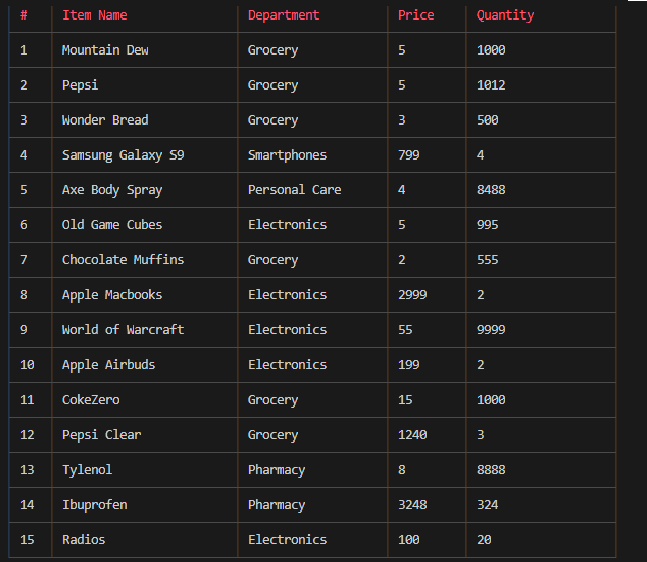 # Item Name Department Price Quantity
1 Mountain Dew Grocery 5 1000
2 Pepsi Grocery 5 1012
3 Wonder Bread Grocery 3 500
4 Samsung Galaxy S9 Smartphones 799 4
5 Axe Body Spray Personal Care 4 8488
6 Old Game Cubes Electronics 5 995
7 Chocolate Muffins Grocery 2 555
8 Apple Macbooks Electronics 2999 2
9 World of Warcraft Electronics 55 9999
10 Apple Airbuds Electronics 199 2
11 CokeZero Grocery 15 1000
12 Pepsi Clear Grocery 1240 3
13 Tylenol Pharmacy 8 8888
14 Ibuprofen Pharmacy 3248 324
15 Radios Electronics 100 20